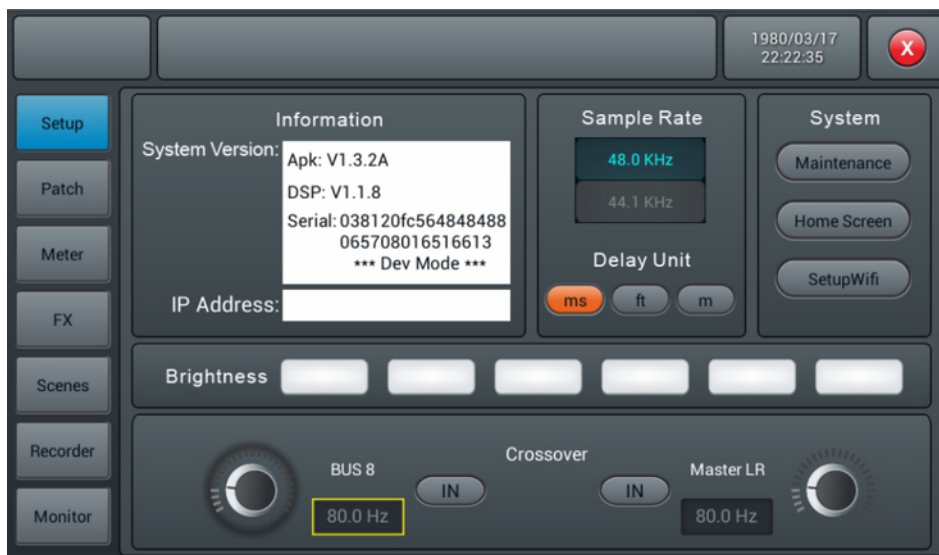 1980/03/17
22:22:35
X
Setup
Patch
Meter
FX
Scenes
Recorder
Monitor
Information
System Version:
Apk: V1.3.2A
DSP: V1.1.8
Serial: 038120fc564848488
065708016516613
*** Dev Mode ***
IP Address:
Sample Rate
48.0 KHz
44.1 KHz
Delay Unit
ms ft m
System
Maintenance
Home Screen
SetupWifi
Brightness
Crossover
BUS 8
IN
80.0 Hz
IN
Master LR
80.0 Hz